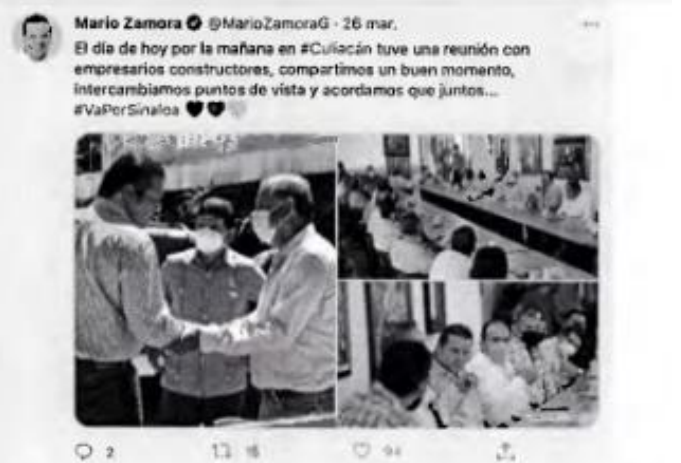 Mario Zamora @MarioZamoraG · 26 mar.
El día de hoy por la mañana en #Culiacán tuve una reunión con
empresarios constructores, compartimos un buen momento,
intercambiamos puntos de vista y acordamos que juntos...
#VaPorSinaloa 🖤🖤🤍
2